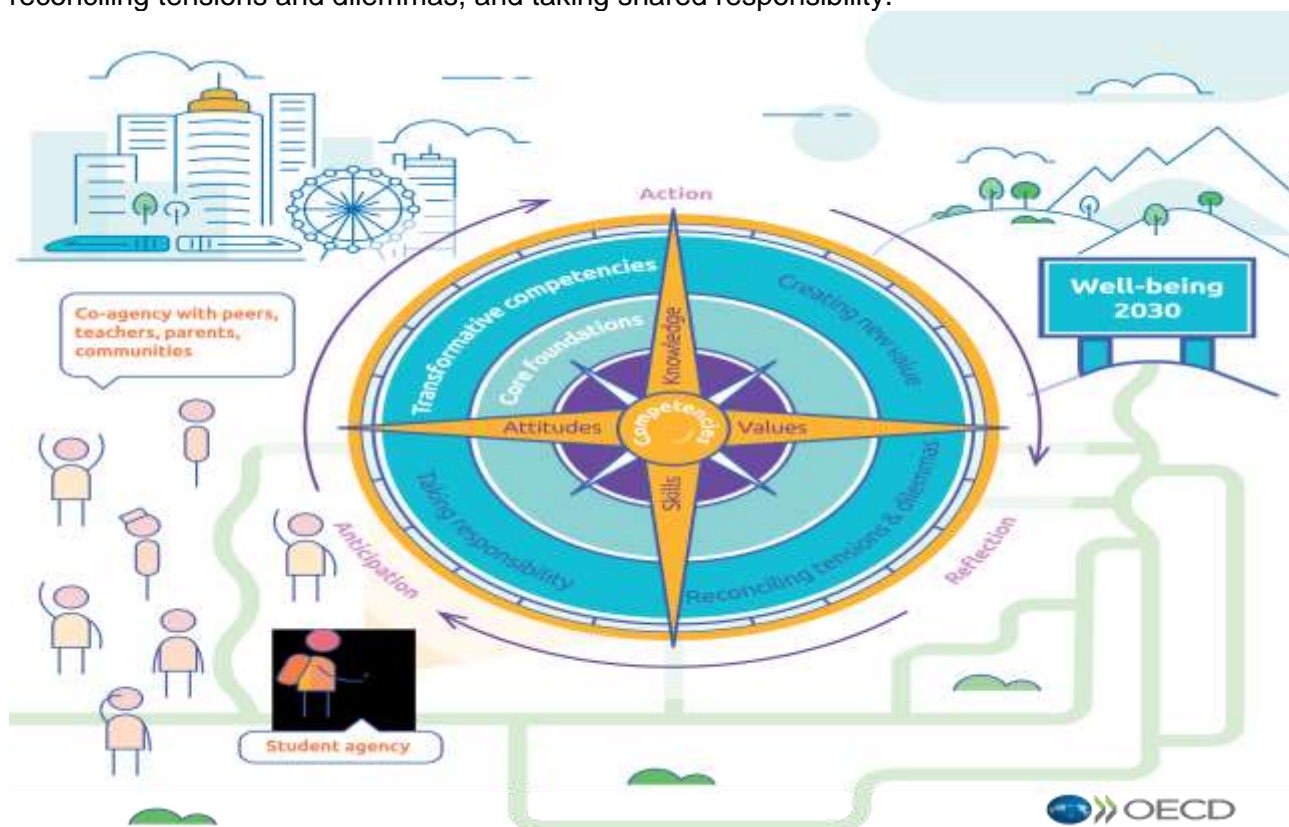 reconciling tensions and dilemmas, and taking shared responsibility.
Action
Transformative competencies
Creating new value
Core foundations
Knowledge
Well-being
2030
Co-agency with peers,
teachers, parents,
communities
Attitudes
Competencies
Values
Skills
Taking responsibility
Reconciling tensions & dilemmas
Anticipation
Reflection
Student agency
OECD